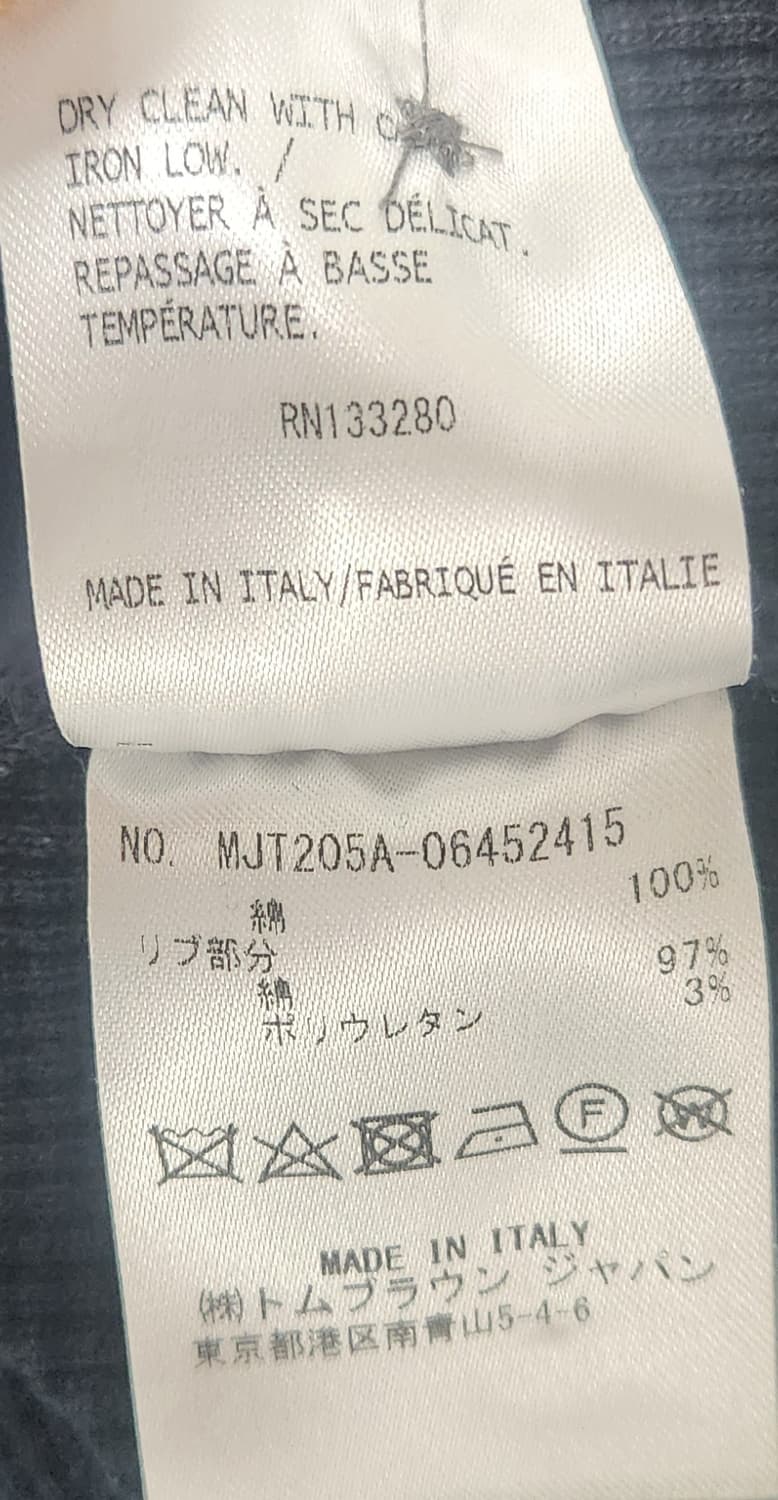 DRY CLEAN WITH
IRON LOW. /
NETTOYER À SEC DÉLICAT.
REPASSAGE À BASSE
TEMPÉRATURE.
RN133280
MADE IN ITALY/FABRIQUÉ EN ITALIE
NO. MJT205A-06452415
綿 100%
リブ部分
綿 97%
ポリウレタン 3%
F
W
MADE IN ITALY
(株)トムブラウン ジャパン
東京都港区南青山5-4-6